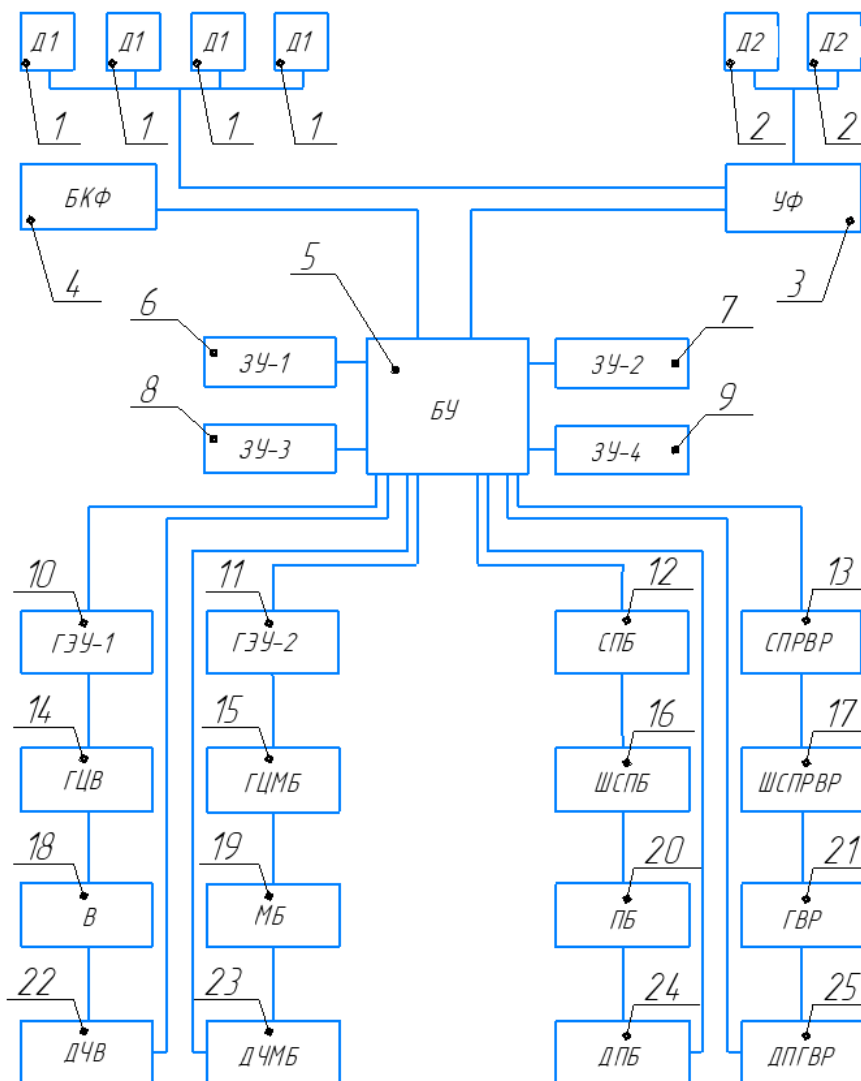 Д1 Д1 Д1 Д1 Д2 Д2
1 1 1 1 2 2
БКФ УФ
4 5 3
6 7
ЗУ-1 ЗУ-2
8 БУ 9
ЗУ-3 ЗУ-4
10 11 12 13
ГЭУ-1 ГЭУ-2 СПБ СПРВР
14 15 16 17
ГЦВ ГЦМБ ШСПБ ШСПРВР
18 19 20 21
В МБ ПБ ГВР
22 23 24 25
ДЧВ ДЧМБ ДПБ ДПГВР